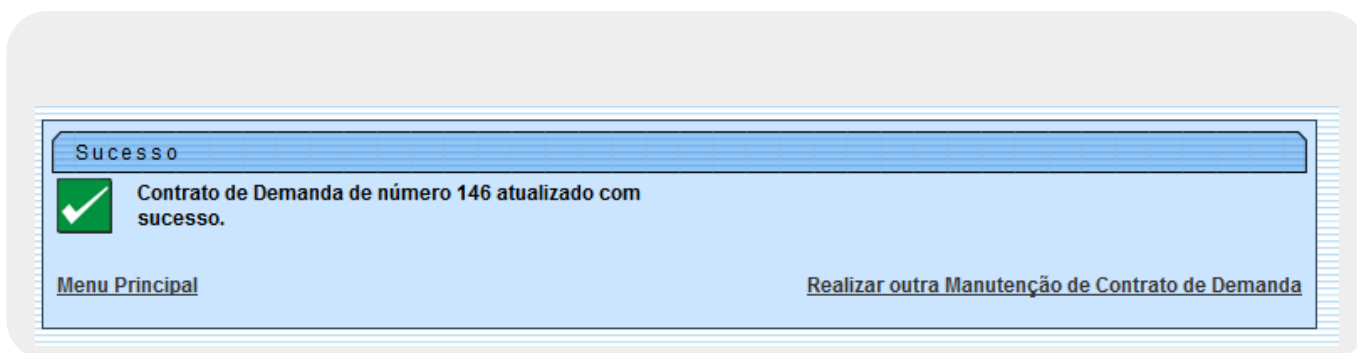 Sucesso
Contrato de Demanda de número 146 atualizado com
sucesso.
Menu Principal
Realizar outra Manutenção de Contrato de Demanda